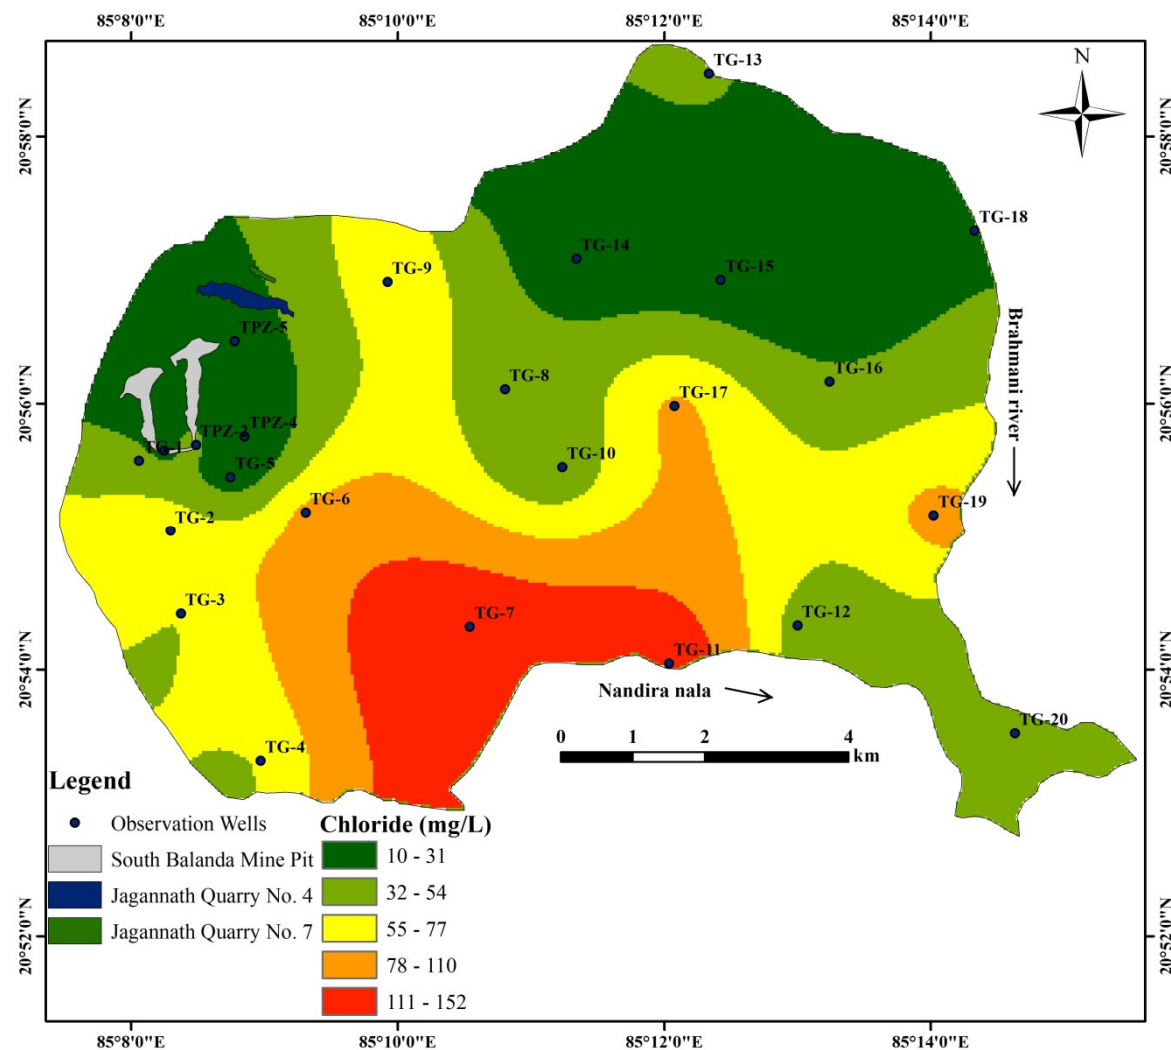 85°8'0"E 85°10'0"E 85°12'0"E 85°14'0"E
N
TG-13
20°58'0"N 20°58'0"N
TG-18
TG-14
TG-15
TG-9
TPZ-5
Brahmani river
TG-8
TG-16
TG-17
20°56'0"N 20°56'0"N
TPZ-4
TG-1 TPZ-3
TG-10
TG-5
TG-6
TG-19
TG-2
TG-3
TG-7
TG-12
TG-11
20°54'0"N 20°54'0"N
Nandira nala
TG-20
0 1 2 4
km
TG-4
Legend
Observation Wells
South Balanda Mine Pit
Jagannath Quarry No. 4
Jagannath Quarry No. 7
Chloride (mg/L)
10 - 31
32 - 54
55 - 77
78 - 110
111 - 152
20°52'0"N 20°52'0"N
85°8'0"E 85°10'0"E 85°12'0"E 85°14'0"E